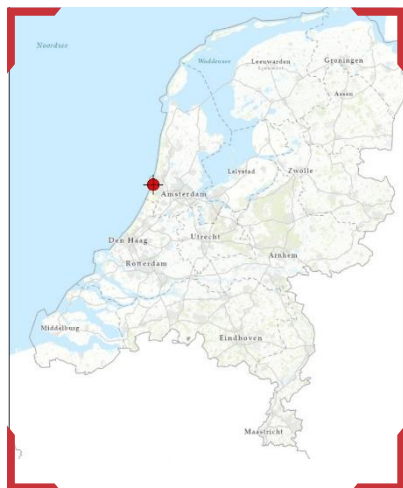 Noordzee
Waddenzee
Leeuwarden
Groningen
Assen
Lelystad
Zwolle
Amsterdam
Den Haag
Utrecht
Arnhem
Rotterdam
Middelburg
Eindhoven
Maastricht